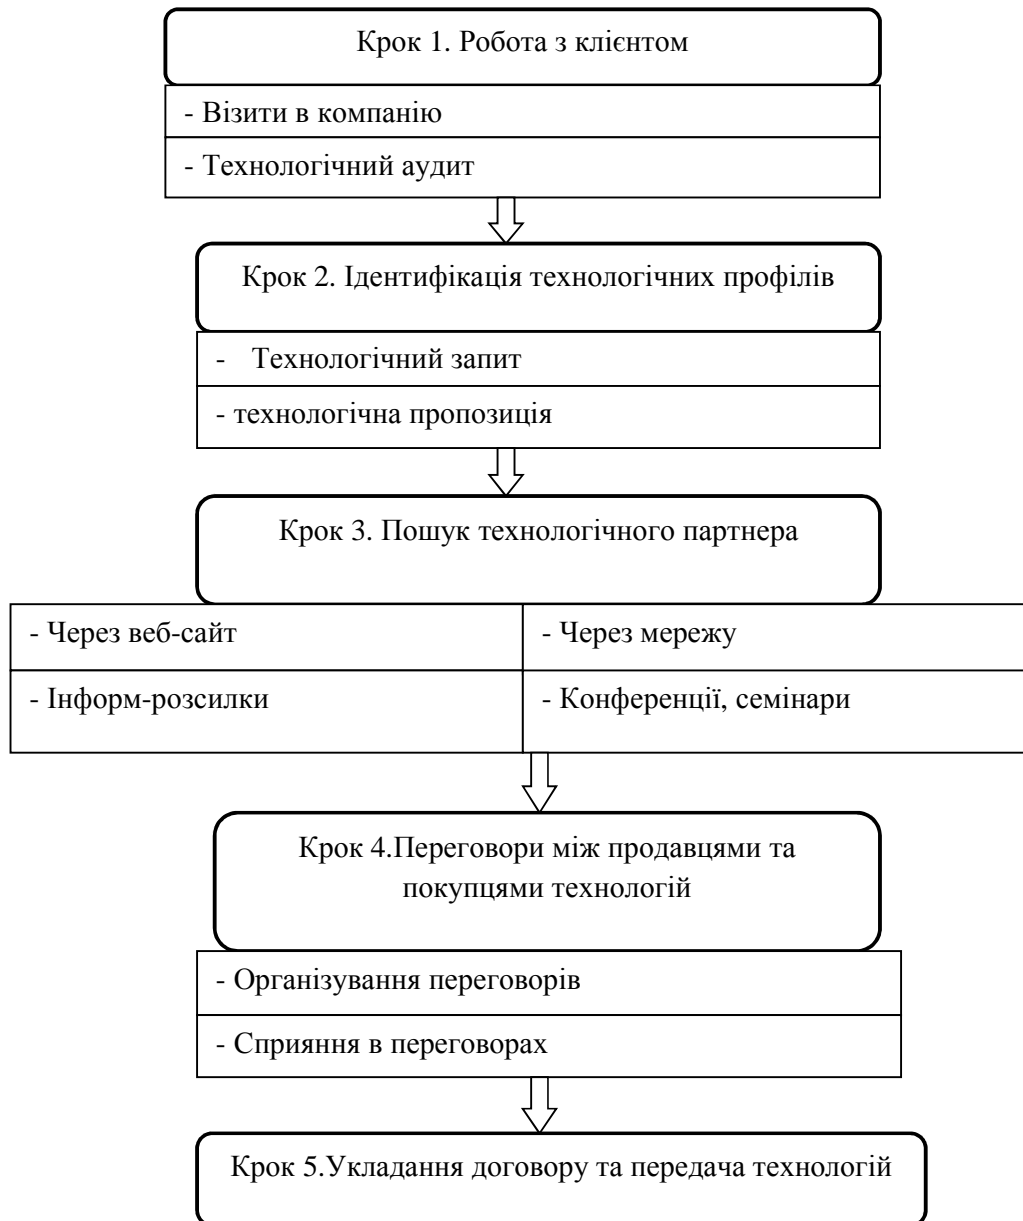 Крок 1. Робота з клієнтом
- Візити в компанію
- Технологічний аудит
Крок 2. Ідентифікація технологічних профілів
- Технологічний запит
- технологічна пропозиція
Крок 3. Пошук технологічного партнера
- Через веб-сайт
- Через мережу
- Інформ-розсилки
- Конференції, семінари
Крок 4.Переговори між продавцями та
покупцями технологій
- Організування переговорів
- Сприяння в переговорах
Крок 5.Укладання договору та передача технологій